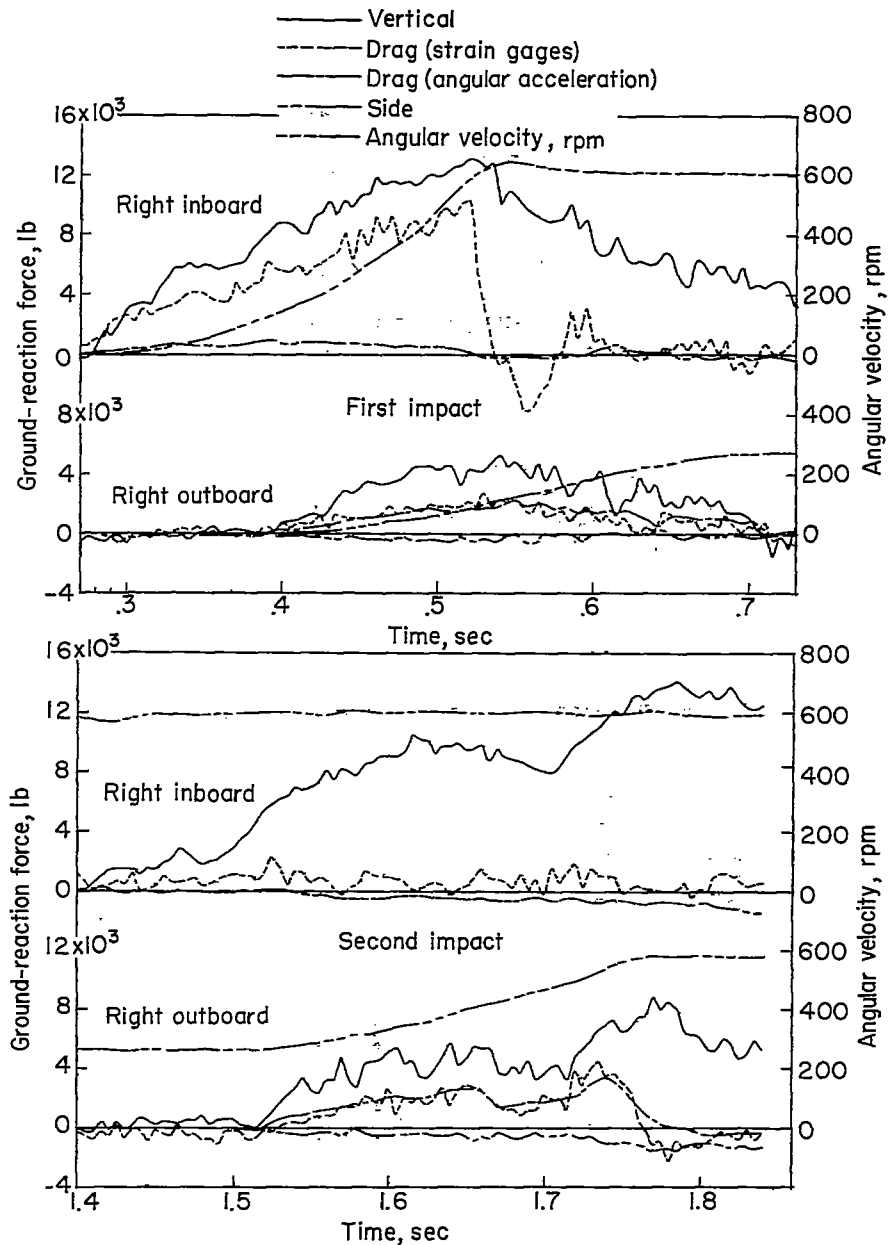 Vertical
Drag (strain gages)
Drag (angular acceleration)
Side
Angular velocity, rpm
16x10³
12
8
4
0
8x10³
4
0
-4
Ground-reaction force, lb
800
600
400
200
0
400
200
0
Angular velocity, rpm
Right inboard
First impact
Right outboard
.3
.4
.5
.6
.7
Time, sec
16x10³
12
8
4
0
12x10³
8
4
0
-4
Ground-reaction force, lb
800
600
400
200
0
600
400
200
0
Angular velocity, rpm
Right inboard
Second impact
Right outboard
1.4
1.5
1.6
1.7
1.8
Time, sec